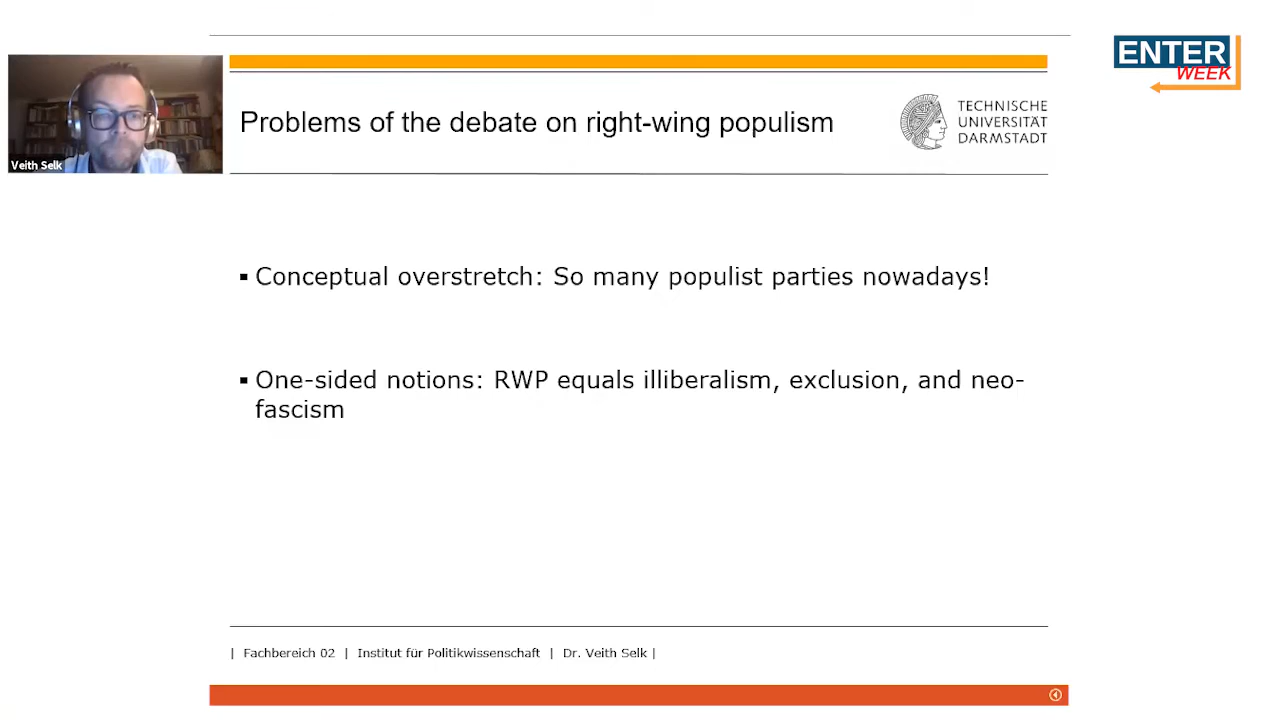 ENTER
WEEK
Problems of the debate on right-wing populism
TECHNISCHE
UNIVERSITÄT
DARMSTADT
Veith Selk
▪ Conceptual overstretch: So many populist parties nowadays!
▪ One-sided notions: RWP equals illiberalism, exclusion, and neo-
fascism
| Fachbereich 02 | Institut für Politikwissenschaft | Dr. Veith Selk |